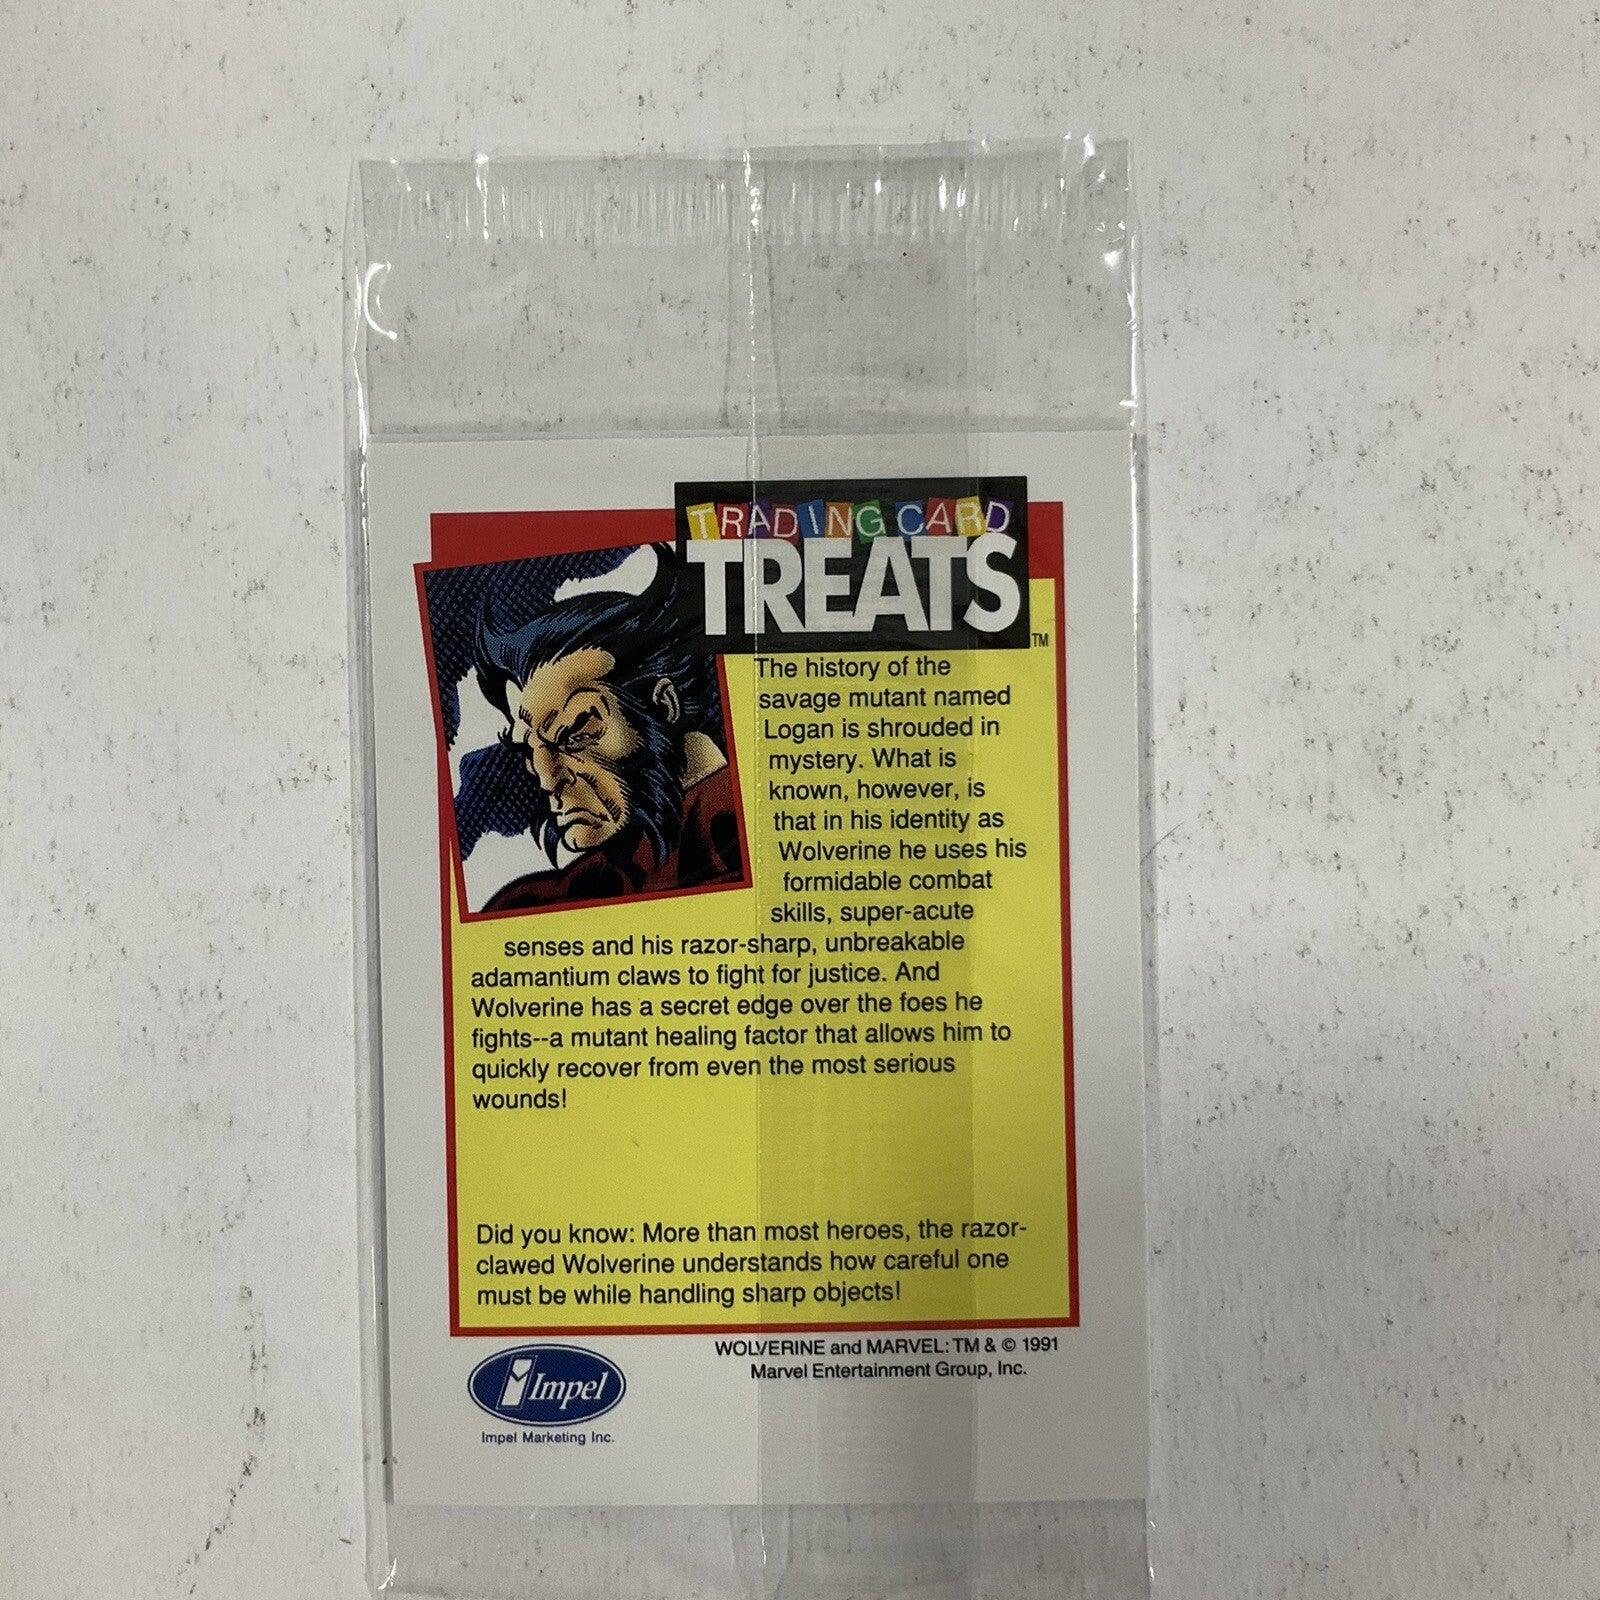 TRADING CARD
TREATS™
The history of the
savage mutant named
Logan is shrouded in
mystery. What is
known, however, is
that in his identity as
Wolverine he uses his
formidable combat
skills, super-acute
senses and his razor-sharp, unbreakable
adamantium claws to fight for justice. And
Wolverine has a secret edge over the foes he
fights--a mutant healing factor that allows him to
quickly recover from even the most serious
wounds!
Did you know: More than most heroes, the razor-
clawed Wolverine understands how careful one
must be while handling sharp objects!
Impel
Impel Marketing Inc.
WOLVERINE and MARVEL: TM & © 1991
Marvel Entertainment Group, Inc.